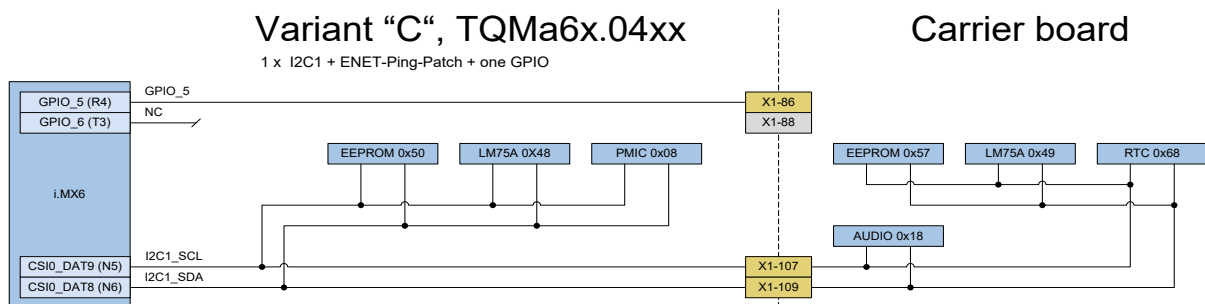 Variant “C“, TQMa6x.04xx
Carrier board
1 x I2C1 + ENET-Ping-Patch + one GPIO
GPIO_5 (R4)
GPIO_5
X1-86
GPIO_6 (T3)
NC
X1-88
EEPROM 0x50
LM75A 0X48
PMIC 0x08
EEPROM 0x57
LM75A 0x49
RTC 0x68
i.MX6
AUDIO 0x18
CSI0_DAT9 (N5)
I2C1_SCL
X1-107
CSI0_DAT8 (N6)
I2C1_SDA
X1-109